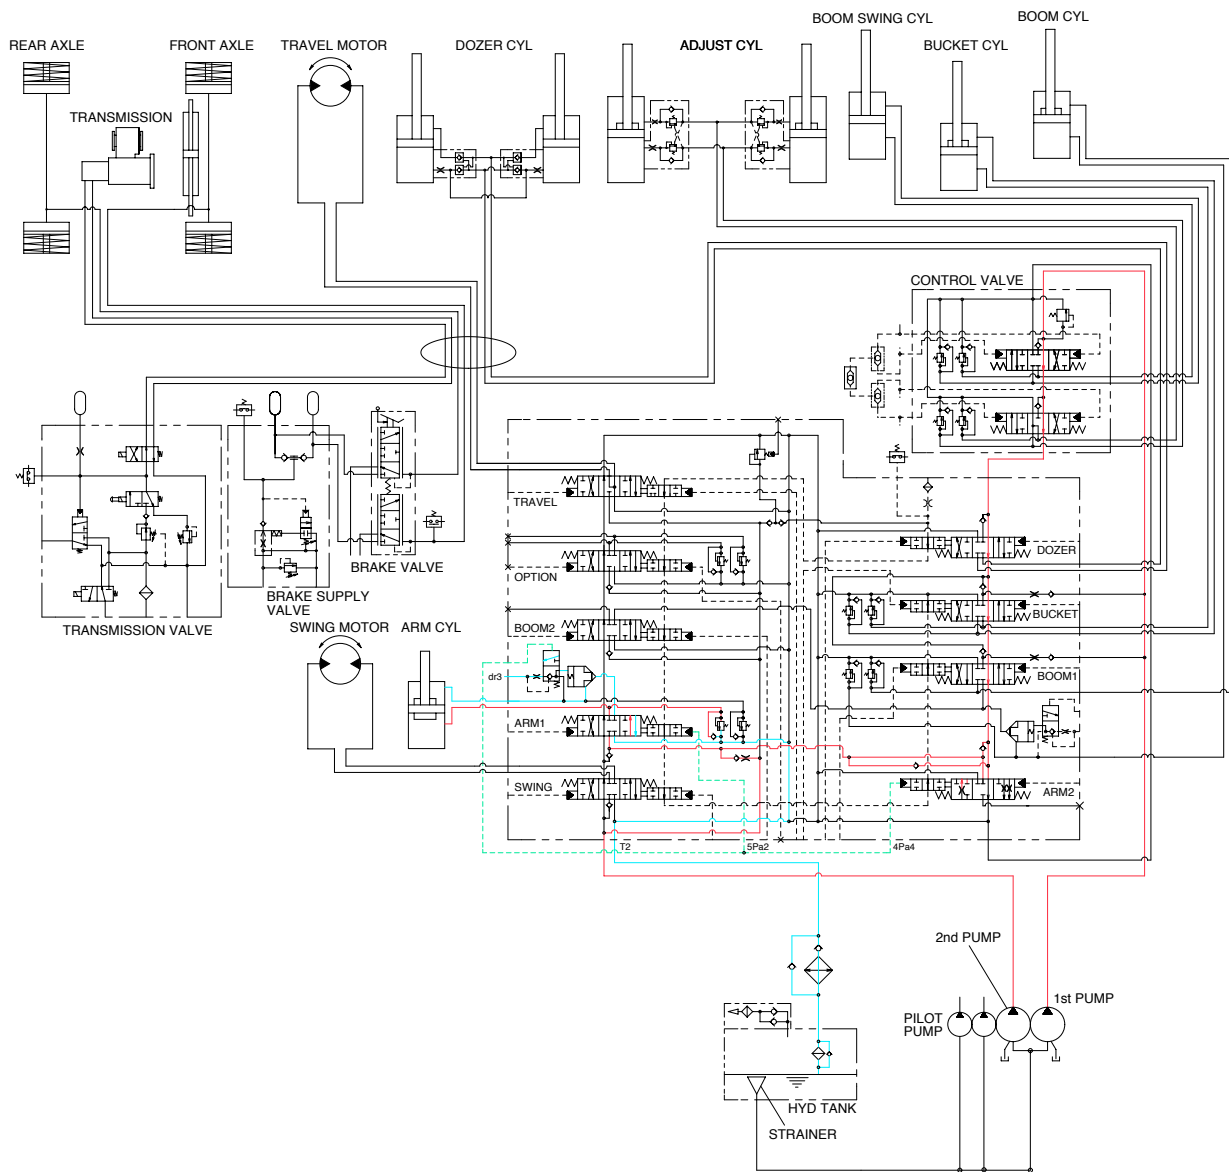 BOOM SWING CYL
BOOM CYL
REAR AXLE
FRONT AXLE
TRAVEL MOTOR
DOZER CYL
ADJUST CYL
BUCKET CYL
TRANSMISSION
CONTROL VALVE
TRAVEL
DOZER
BRAKE VALVE
OPTION
BRAKE SUPPLY
VALVE
BUCKET
TRANSMISSION VALVE
SWING MOTOR
ARM CYL
BOOM2
dr3
BOOM1
ARM1
SWING
ARM2
T2
5Pa2
4Pa4
2nd PUMP
1st PUMP
PILOT
PUMP
HYD TANK
STRAINER